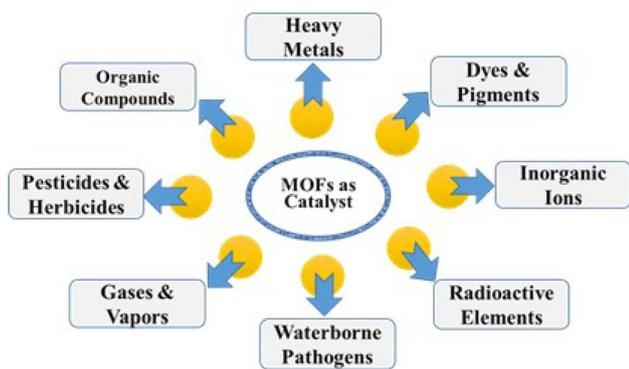 Heavy
Metals
Organic
Compounds
Dyes &
Pigments
Pesticides &
Herbicides
MOFs as
Catalyst
Inorganic
Ions
Gases &
Vapors
Waterborne
Pathogens
Radioactive
Elements